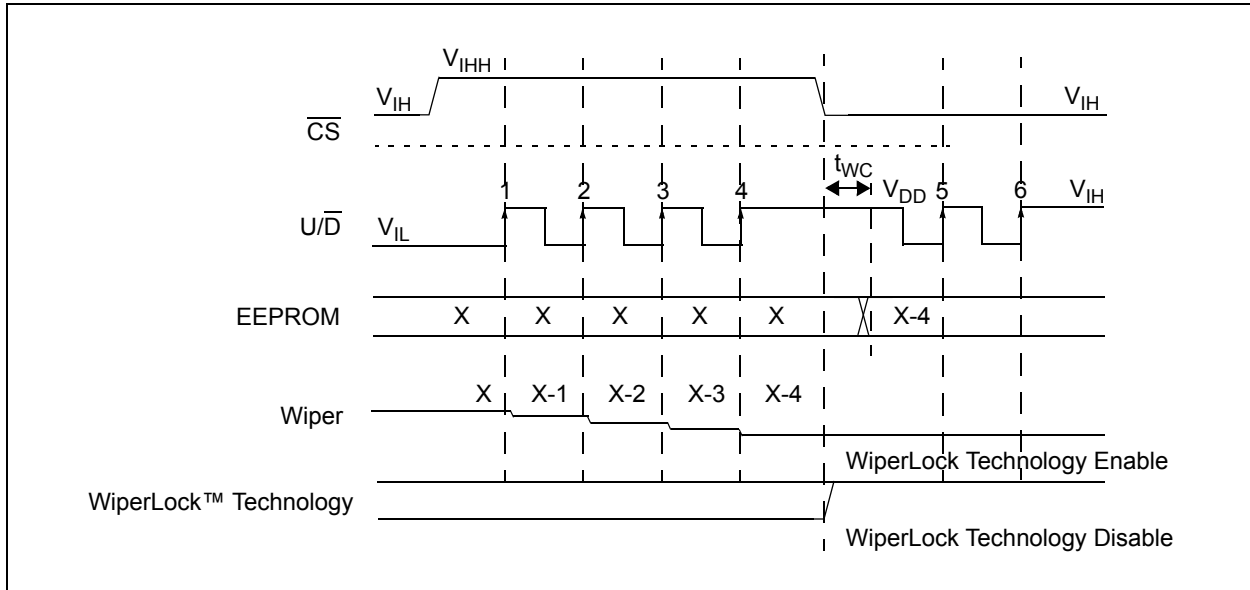 V_IHH
V_IH V_IH
C̅S̅
t_WC
1 2 3 4 V_DD 5 6 V_IH
U/D̅ V_IL
EEPROM X X X X X X-4
X X-1 X-2 X-3 X-4
Wiper
WiperLock Technology Enable
WiperLock™ Technology
WiperLock Technology Disable